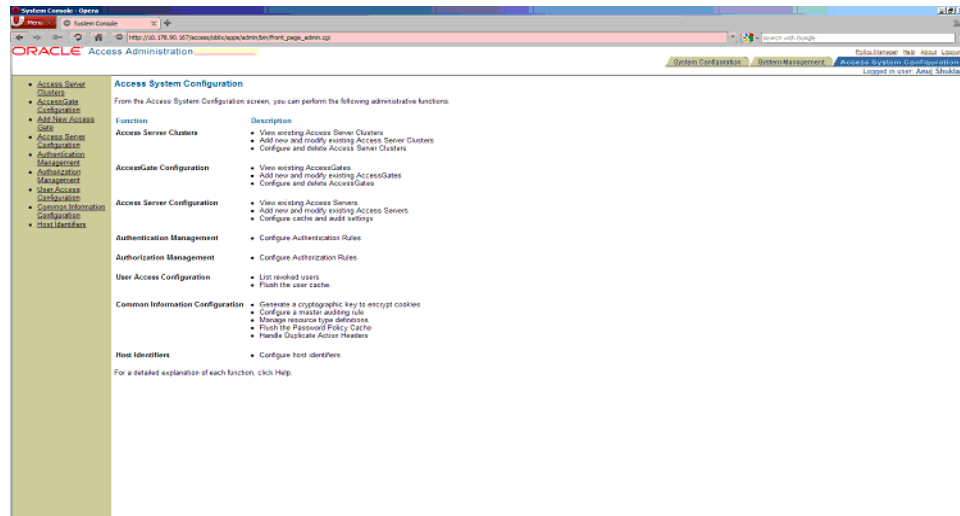 System Console - Opera
Menu
System Console
http://10.176.90.167/access/oblix/apps/admin/bin/front_page_admin.cgi
Search with Google
ORACLE Access Administration
Policy Manager Help About Logout
System Configuration System Management Access System Configuration
Logged in user: Anuj Shukla
Access Server Clusters
AccessGate Configuration
Add New Access Gate
Access Server Configuration
Authentication Management
Authorization Management
User Access Configuration
Common Information Configuration
Host Identifiers
Access System Configuration
From the Access System Configuration screen, you can perform the following administrative functions.
Function Description
Access Server Clusters
View existing Access Server Clusters
Add new and modify existing Access Server Clusters
Configure and delete Access Server Clusters
AccessGate Configuration
View existing AccessGates
Add new and modify existing AccessGates
Configure and delete AccessGates
Access Server Configuration
View existing Access Servers
Add new and modify existing Access Servers
Configure cache and audit settings
Authentication Management
Configure Authentication Rules
Authorization Management
Configure Authorization Rules
User Access Configuration
List revoked users
Flush the user cache.
Common Information Configuration
Generate a cryptographic key to encrypt cookies
Configure a master auditing rule
Manage resource type definitions.
Flush the Password Policy Cache
Handle Duplicate Action Headers
Host Identifiers
Configure host identifiers
For a detailed explanation of each function, click Help.